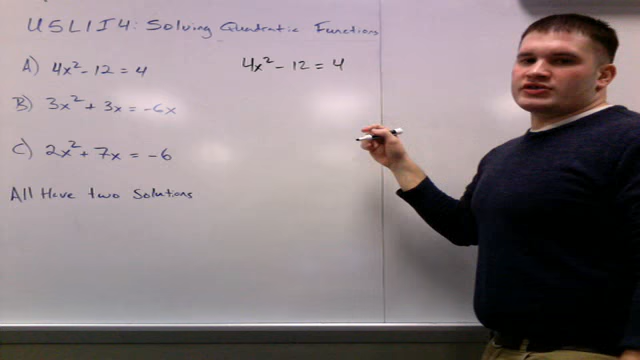 U5L1I4: Solving Quadratic Functions
A) 4x² - 12 = 4
4x² - 12 = 4
B) 3x² + 3x = -6x
C) 2x² + 7x = -6
All Have two Solutions